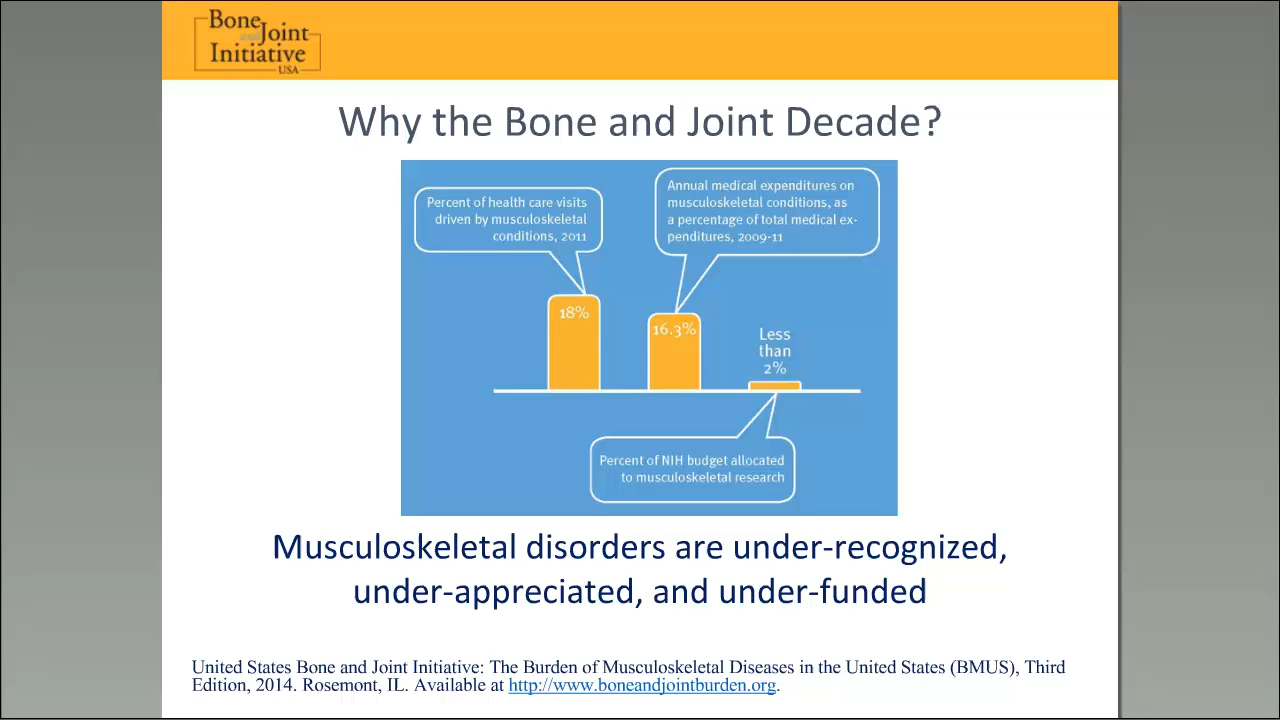 Bone
and Joint
Initiative
USA
Why the Bone and Joint Decade?
Percent of health care visits
driven by musculoskeletal
conditions, 2011
Annual medical expenditures on
musculoskeletal conditions, as
a percentage of total medical ex-
penditures, 2009-11
18%
16.3%
Less
than
2%
Percent of NIH budget allocated
to musculoskeletal research
Musculoskeletal disorders are under-recognized,
under-appreciated, and under-funded
United States Bone and Joint Initiative: The Burden of Musculoskeletal Diseases in the United States (BMUS), Third
Edition, 2014. Rosemont, IL. Available at http://www.boneandjointburden.org.